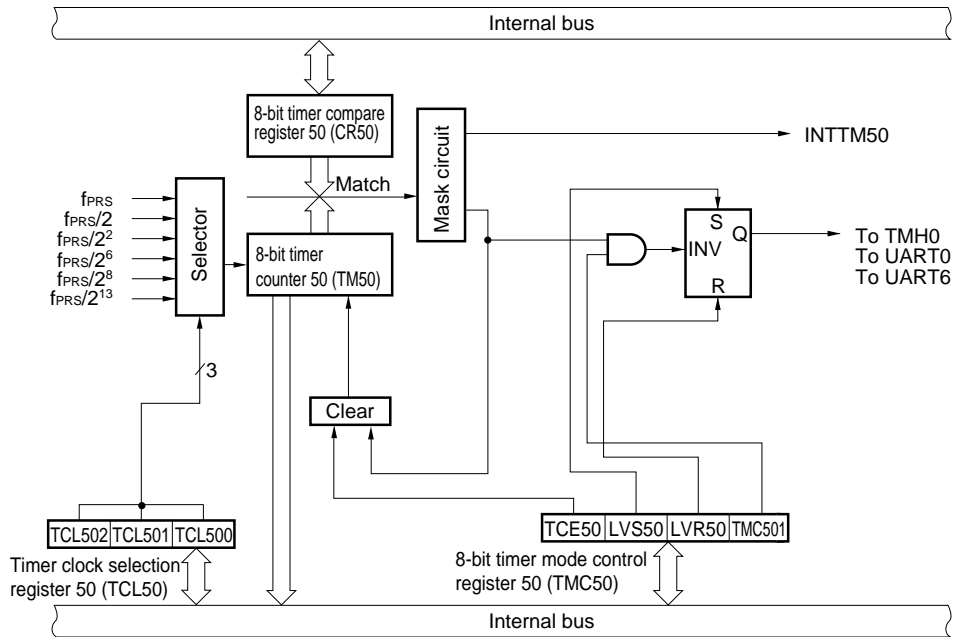 Internal bus
8-bit timer compare
register 50 (CR50)
Match
Mask circuit
INTTM50
fPRS
fPRS/2
fPRS/2²
fPRS/2⁶
fPRS/2⁸
fPRS/2¹³
Selector
8-bit timer
counter 50 (TM50)
S
Q
INV
R
To TMH0
To UART0
To UART6
3
Clear
TCL502 TCL501 TCL500
Timer clock selection
register 50 (TCL50)
TCE50 LVS50 LVR50 TMC501
8-bit timer mode control
register 50 (TMC50)
Internal bus